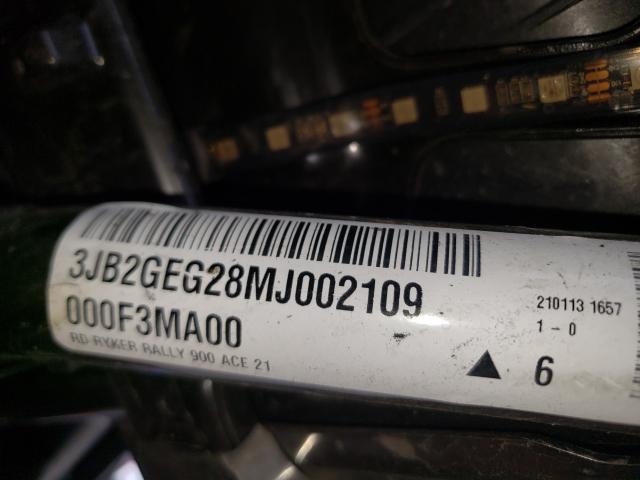 3JB2GEG28MJ002109
000F3MA00
RD RYKER RALLY 900 ACE 21
210113 1657
1 - 0
▲ 6